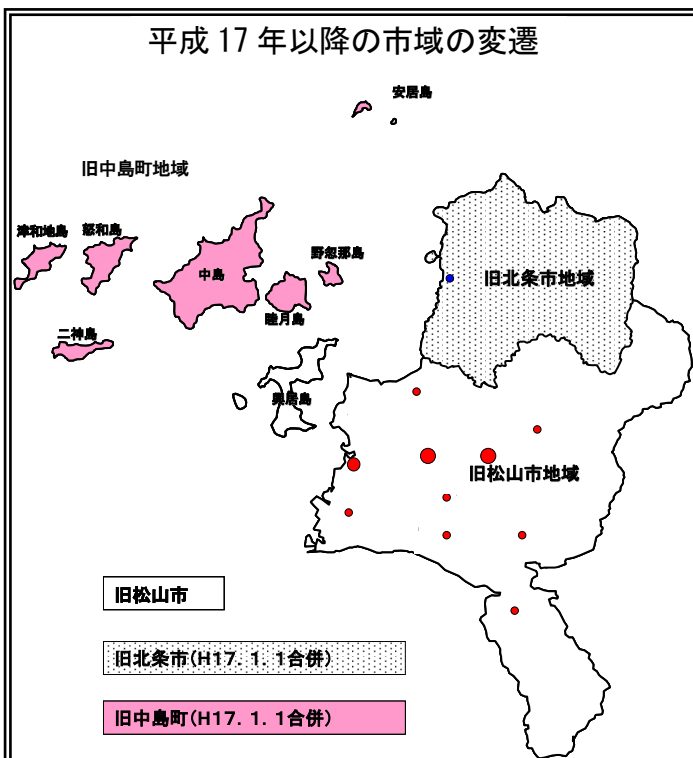 平成17年以降の市域の変遷
安居島
旧中島町地域
津和地島
怒和島
野忽那島
中島
旧北条市地域
睦月島
二神島
興居島
旧松山市地域
旧松山市
旧北条市(H17.1.1合併)
旧中島町(H17.1.1合併)